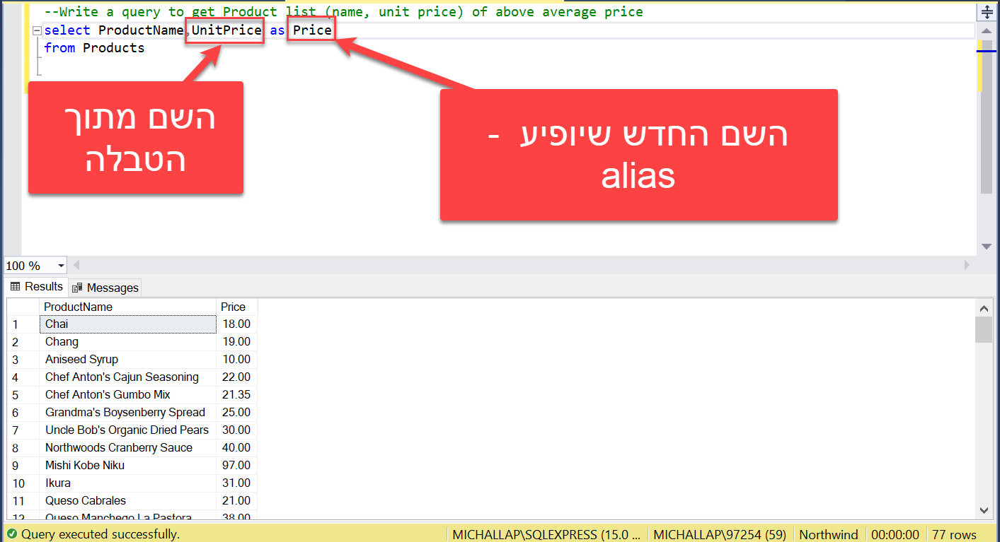 --Write a query to get Product list (name, unit price) of above average price
select ProductName,UnitPrice as Price
from Products
השם מתוך
הטבלה
השם החדש שיופיע -
alias
100 %
Results Messages
ProductName Price
1 Chai 18.00
2 Chang 19.00
3 Aniseed Syrup 10.00
4 Chef Anton's Cajun Seasoning 22.00
5 Chef Anton's Gumbo Mix 21.35
6 Grandma's Boysenberry Spread 25.00
7 Uncle Bob's Organic Dried Pears 30.00
8 Northwoods Cranberry Sauce 40.00
9 Mishi Kobe Niku 97.00
10 Ikura 31.00
11 Queso Cabrales 21.00
12 Queso Manchego La Pastora 38.00
Query executed successfully. MICHALLAP\SQLEXPRESS (15.0 ... MICHALLAP\97254 (59) Northwind 00:00:00 77 rows